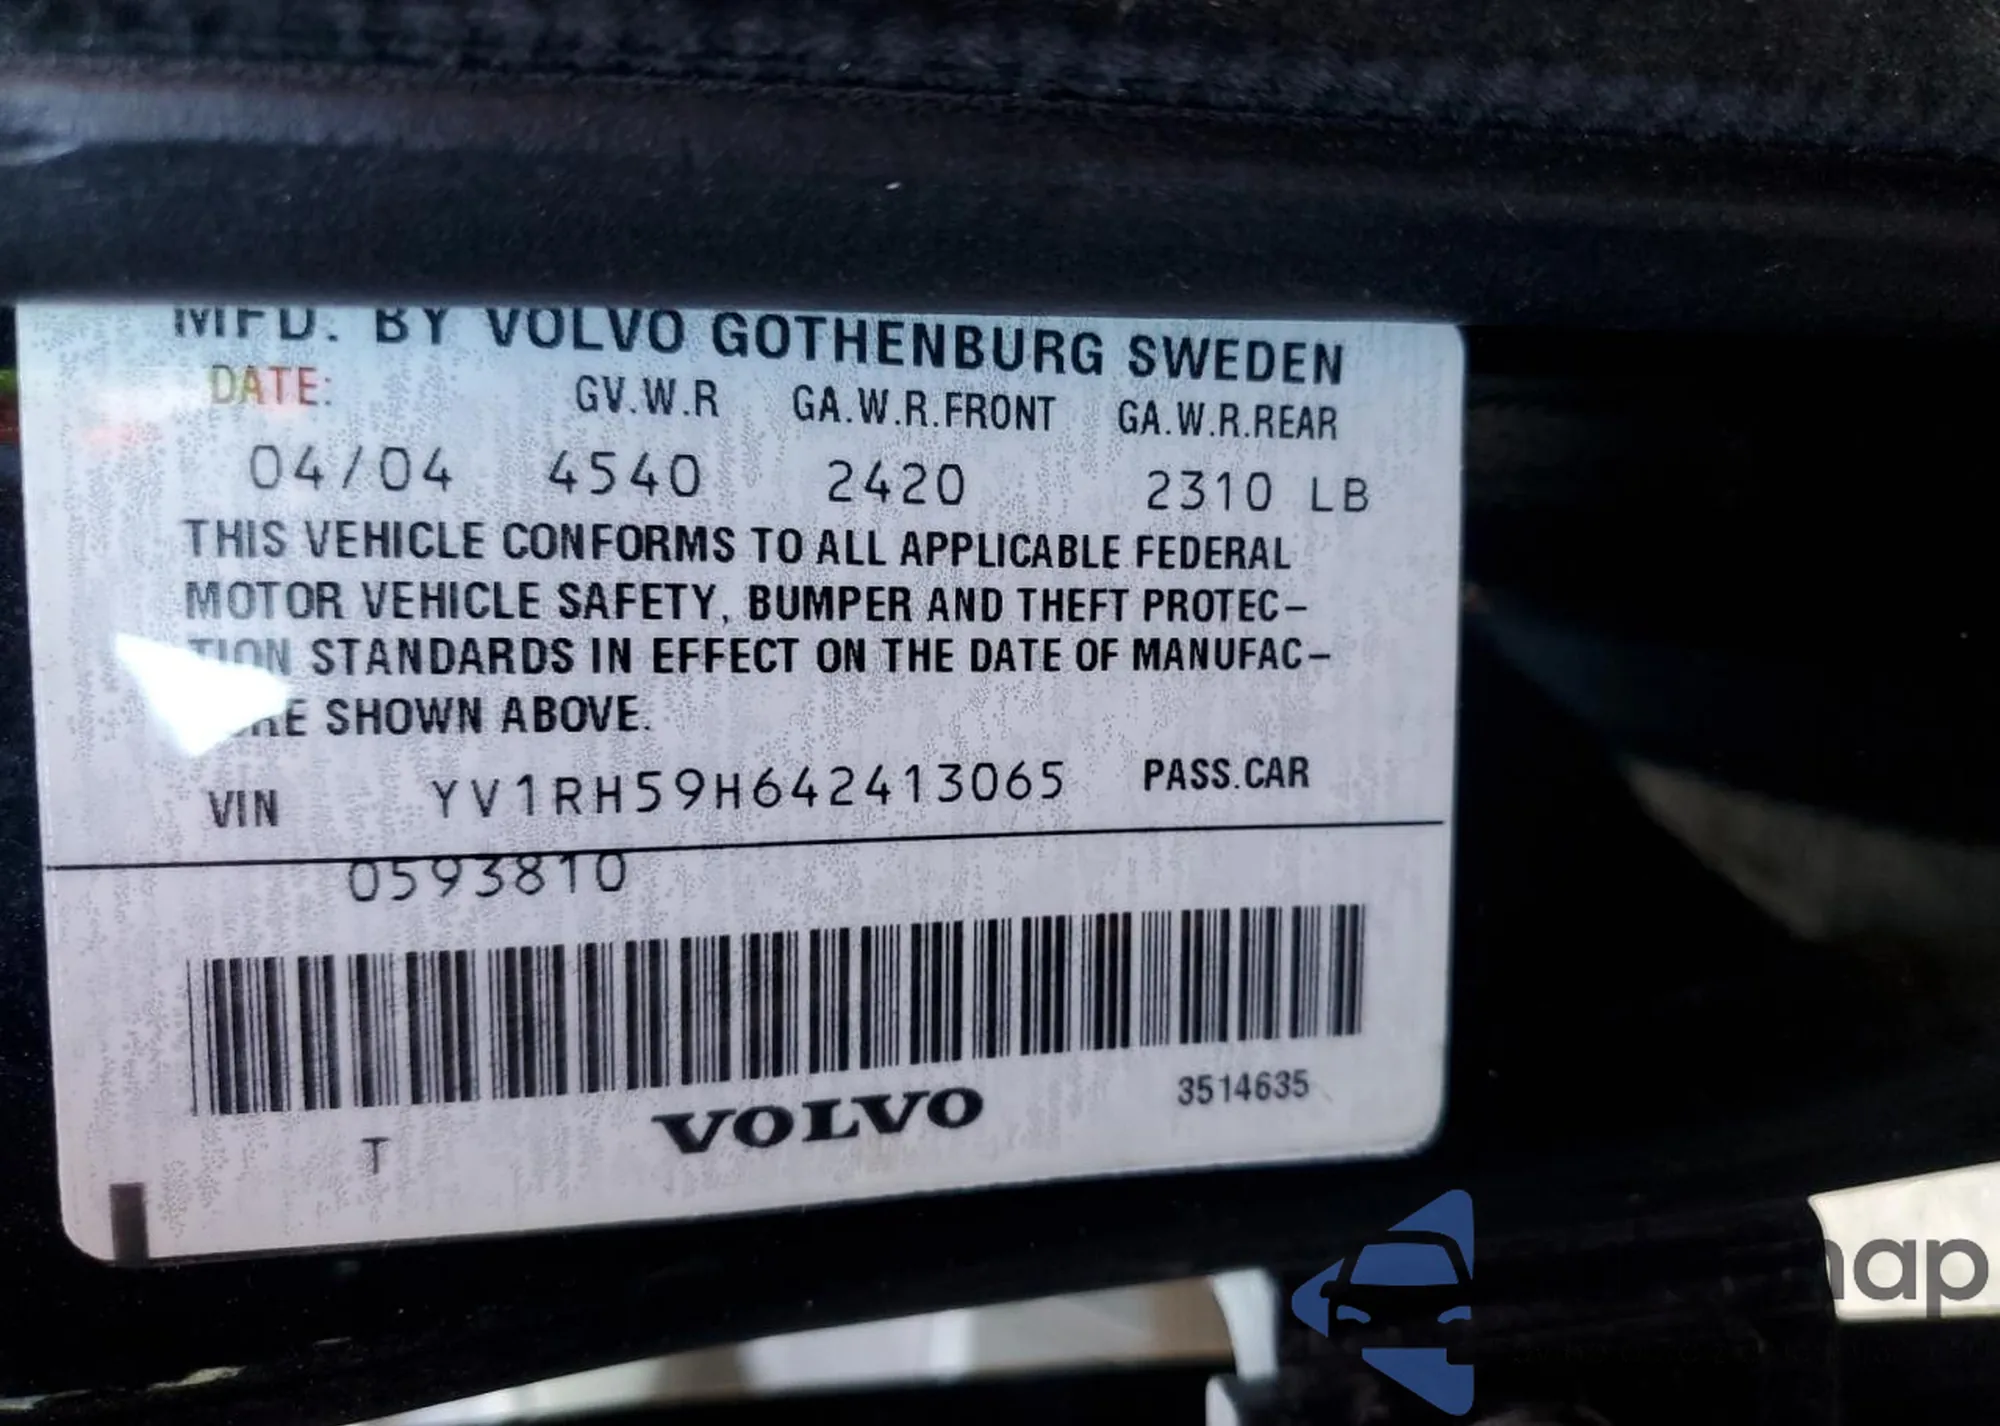 MFD. BY VOLVO GOTHENBURG SWEDEN
DATE: GV.W.R GA.W.R.FRONT GA.W.R.REAR
04/04 4540 2420 2310 LB
THIS VEHICLE CONFORMS TO ALL APPLICABLE FEDERAL
MOTOR VEHICLE SAFETY, BUMPER AND THEFT PROTEC-
TION STANDARDS IN EFFECT ON THE DATE OF MANUFAC-
RE SHOWN ABOVE.
VIN YV1RH59H642413065 PASS.CAR
0593810
VOLVO 3514635
T